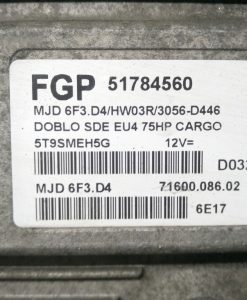 FGP 51784560
MJD 6F3.D4/HW03R/3056-D446
DOBLO SDE EU4 75HP CARGO
5T9SMEH5G 12V=
D032
MJD 6F3.D4 71600.086.02
6E17